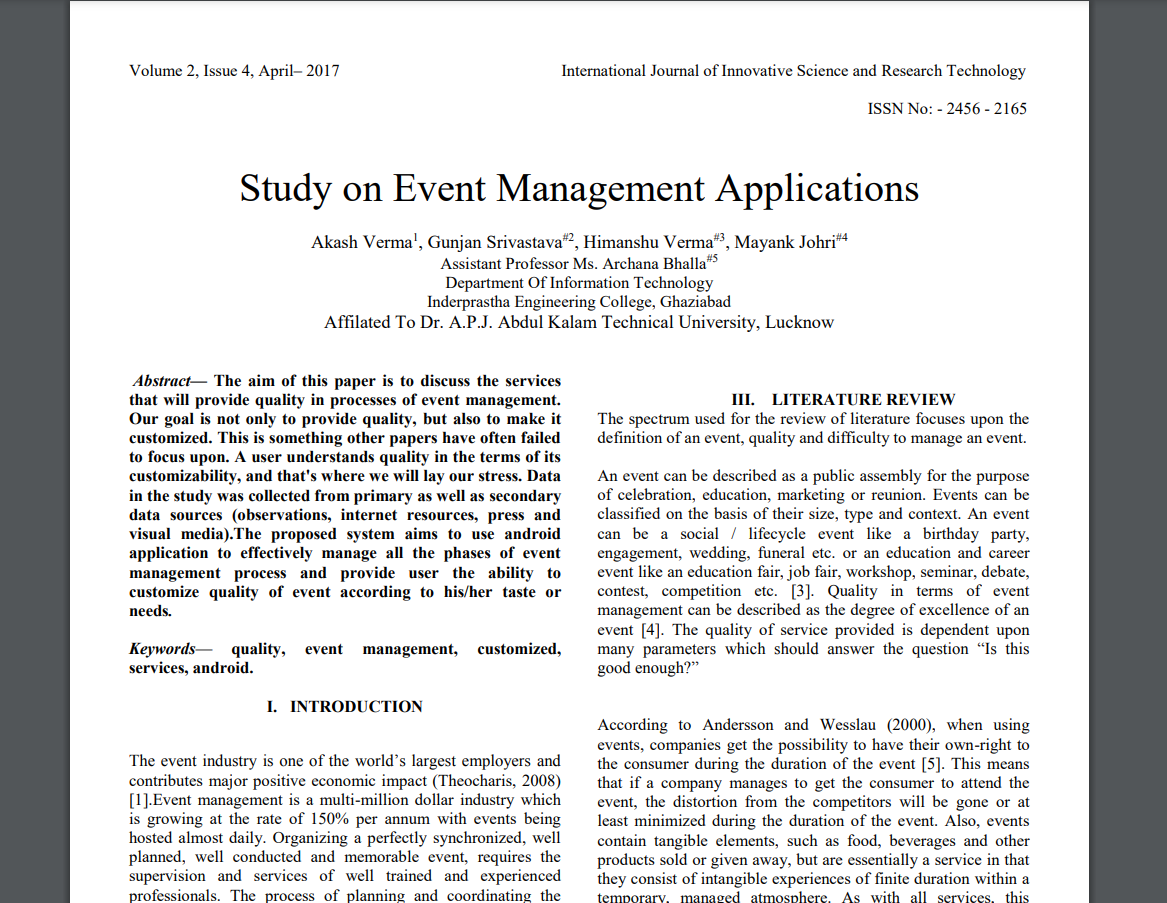 Volume 2, Issue 4, April– 2017
International Journal of Innovative Science and Research Technology
ISSN No: - 2456 - 2165
Study on Event Management Applications
Akash Verma1, Gunjan Srivastava#2, Himanshu Verma#3, Mayank Johri#4
Assistant Professor Ms. Archana Bhalla#5
Department Of Information Technology
Inderprastha Engineering College, Ghaziabad
Affilated To Dr. A.P.J. Abdul Kalam Technical University, Lucknow
Abstract— The aim of this paper is to discuss the services
that will provide quality in processes of event management.
Our goal is not only to provide quality, but also to make it
customized. This is something other papers have often failed
to focus upon. A user understands quality in the terms of its
customizability, and that's where we will lay our stress. Data
in the study was collected from primary as well as secondary
data sources (observations, internet resources, press and
visual media).The proposed system aims to use android
application to effectively manage all the phases of event
management process and provide user the ability to
customize quality of event according to his/her taste or
needs.
Keywords— quality, event management, customized,
services, android.
I. INTRODUCTION
The event industry is one of the world’s largest employers and
contributes major positive economic impact (Theocharis, 2008)
[1].Event management is a multi-million dollar industry which
is growing at the rate of 150% per annum with events being
hosted almost daily. Organizing a perfectly synchronized, well
planned, well conducted and memorable event, requires the
supervision and services of well trained and experienced
professionals. The process of planning and coordinating the
III. LITERATURE REVIEW
The spectrum used for the review of literature focuses upon the
definition of an event, quality and difficulty to manage an event.
An event can be described as a public assembly for the purpose
of celebration, education, marketing or reunion. Events can be
classified on the basis of their size, type and context. An event
can be a social / lifecycle event like a birthday party,
engagement, wedding, funeral etc. or an education and career
event like an education fair, job fair, workshop, seminar, debate,
contest, competition etc. [3]. Quality in terms of event
management can be described as the degree of excellence of an
event [4]. The quality of service provided is dependent upon
many parameters which should answer the question “Is this
good enough?”
According to Andersson and Wesslau (2000), when using
events, companies get the possibility to have their own-right to
the consumer during the duration of the event [5]. This means
that if a company manages to get the consumer to attend the
event, the distortion from the competitors will be gone or at
least minimized during the duration of the event. Also, events
contain tangible elements, such as food, beverages and other
products sold or given away, but are essentially a service in that
they consist of intangible experiences of finite duration within a
temporary, managed atmosphere. As with all services, this